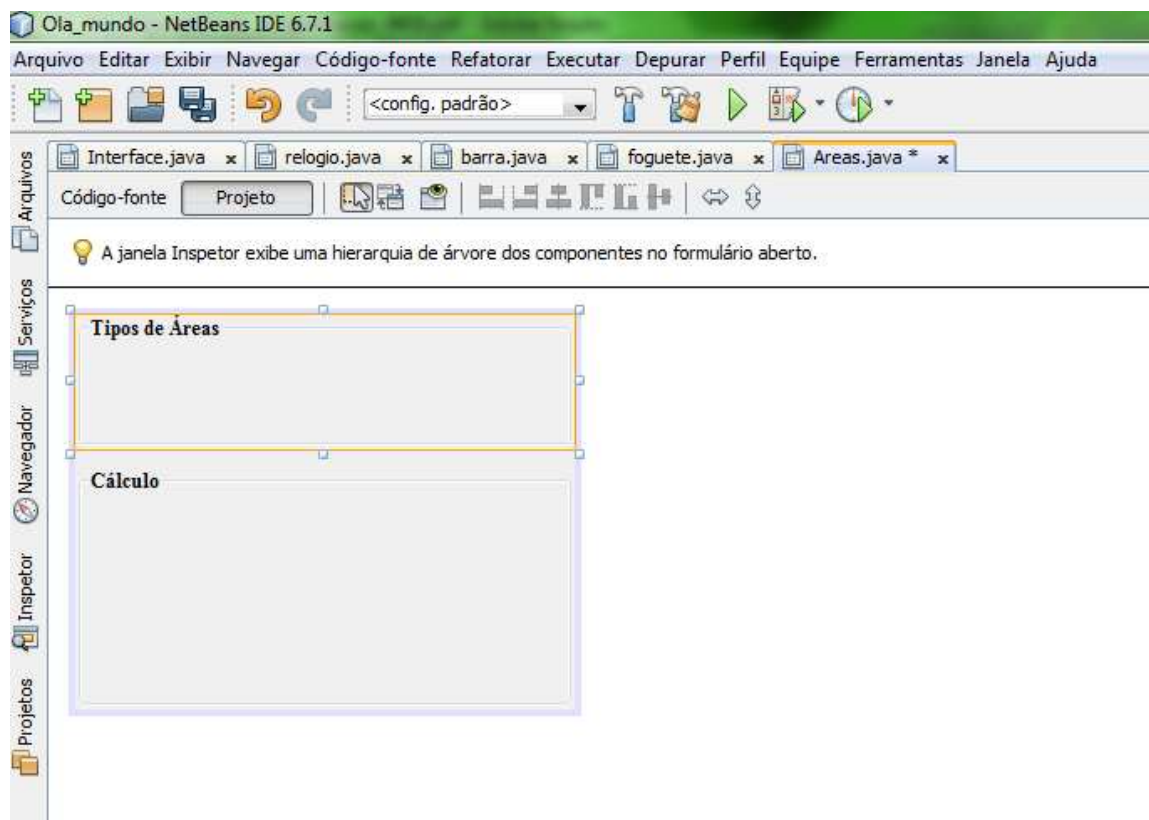 Ola_mundo - NetBeans IDE 6.7.1
Arquivo Editar Exibir Navegar Código-fonte Refatorar Executar Depurar Perfil Equipe Ferramentas Janela Ajuda
<config. padrão>
Interface.java x relogio.java x barra.java x foguete.java x Areas.java * x
Código-fonte Projeto
A janela Inspetor exibe uma hierarquia de árvore dos componentes no formulário aberto.
Arquivos
Serviços
Navegador
Inspetor
Projetos
Tipos de Áreas
Cálculo